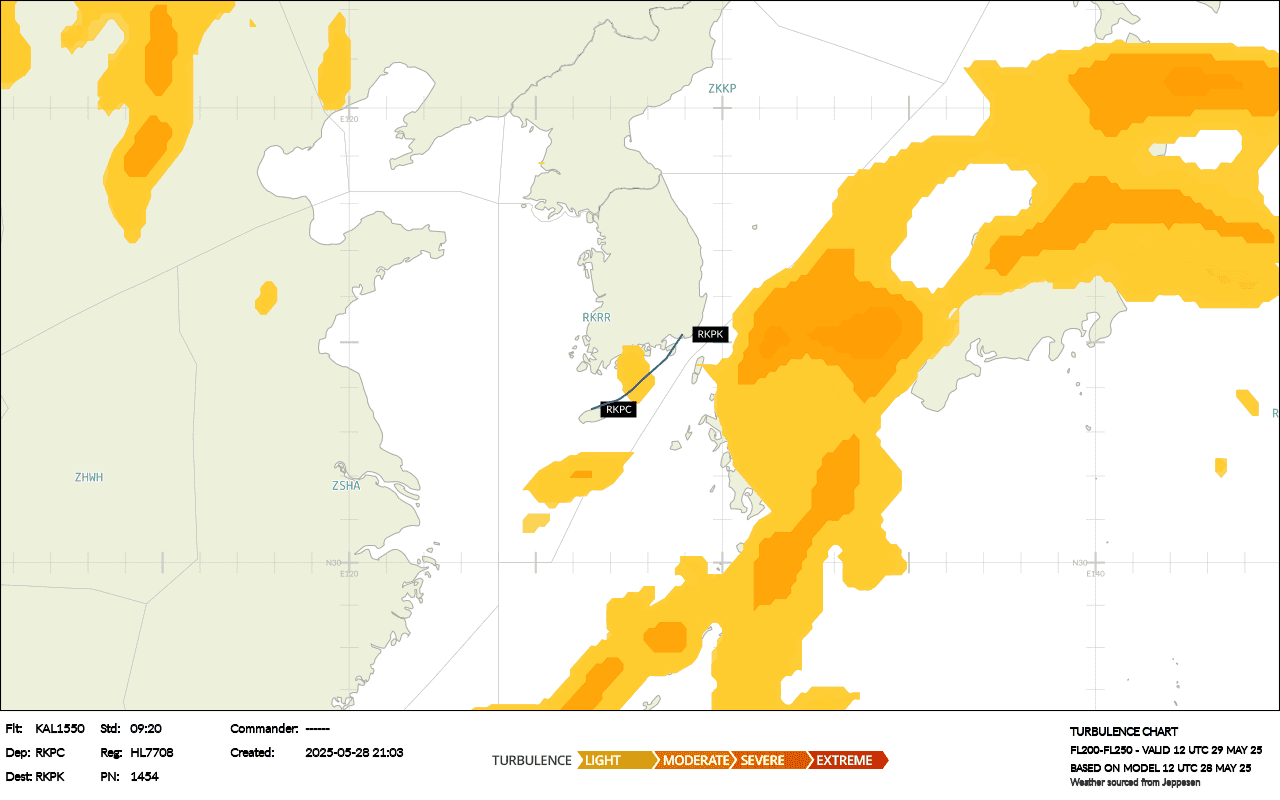 ZKKP
E120
RKRR
RKPK
RKPC
ZHWH
ZSHA
R
N30
E120
N30
E140
Flt: KAL1550 Std: 09:20 Commander: ------
Dep: RKPC Reg: HL7708 Created: 2025-05-28 21:03
Dest: RKPK PN: 1454
TURBULENCE LIGHT MODERATE SEVERE EXTREME
TURBULENCE CHART
FL200-FL250 - VALID 12 UTC 29 MAY 25
BASED ON MODEL 12 UTC 28 MAY 25
Weather sourced from Jeppesen